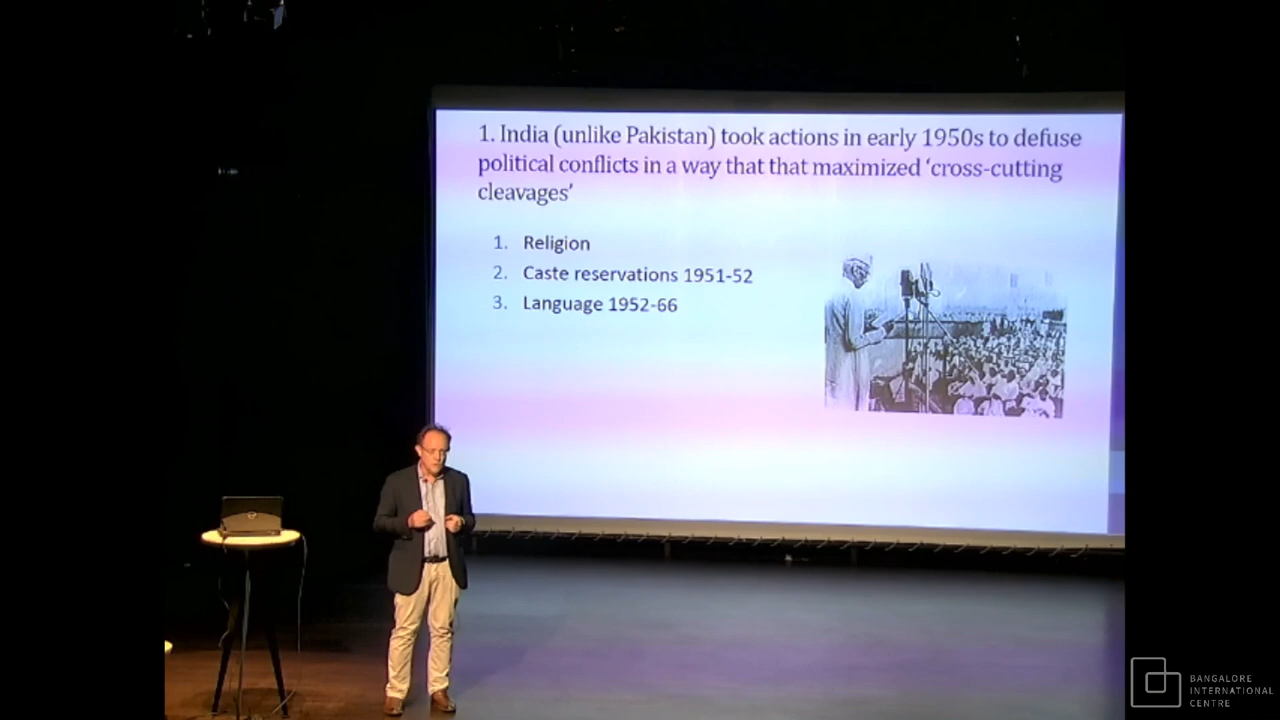 1. India (unlike Pakistan) took actions in early 1950s to defuse
political conflicts in a way that that maximized ‘cross-cutting
cleavages’
1. Religion
2. Caste reservations 1951-52
3. Language 1952-66
BANGALORE
INTERNATIONAL
CENTRE